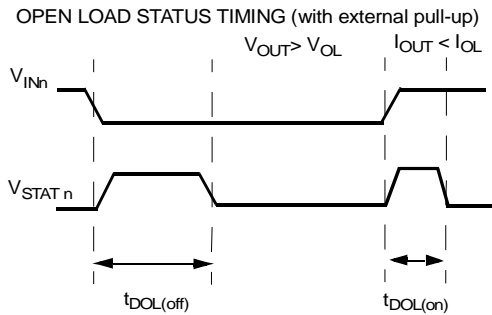 OPEN LOAD STATUS TIMING (with external pull-up)
VOUT> VOL
IOUT < IOL
VINn
VSTAT n
tDOL(off)
tDOL(on)